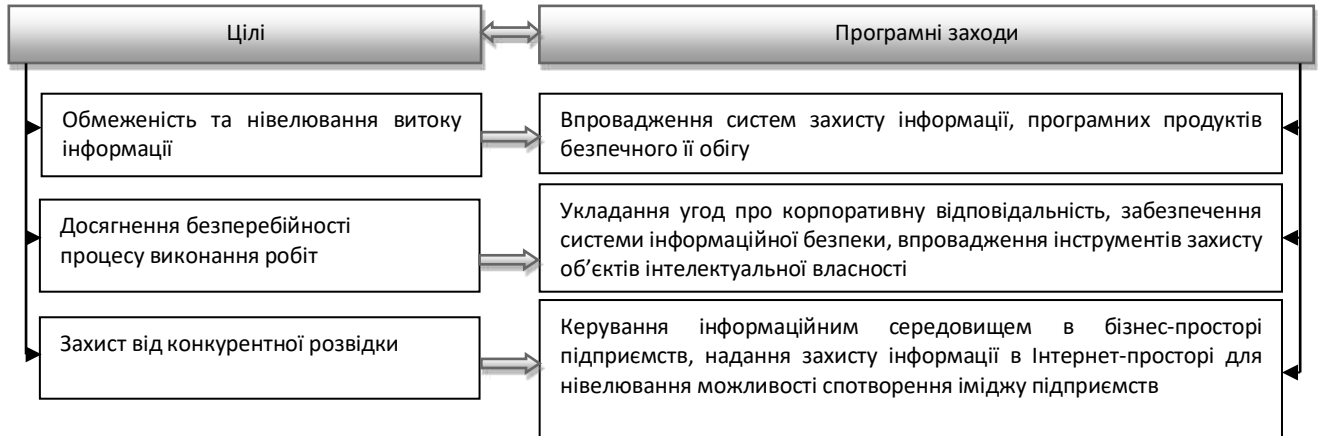 Цілі
Програмні заходи
Обмеженість та нівелювання витоку
інформації
Впровадження систем захисту інформації, програмних продуктів
безпечного її обігу
Досягнення безперебійності
процесу виконання робіт
Укладання угод про корпоративну відповідальність, забезпечення
системи інформаційної безпеки, впровадження інструментів захисту
об’єктів інтелектуальної власності
Захист від конкурентної розвідки
Керування інформаційним середовищем в бізнес-просторі
підприємств, надання захисту інформації в Інтернет-просторі для
нівелювання можливості спотворення іміджу підприємств